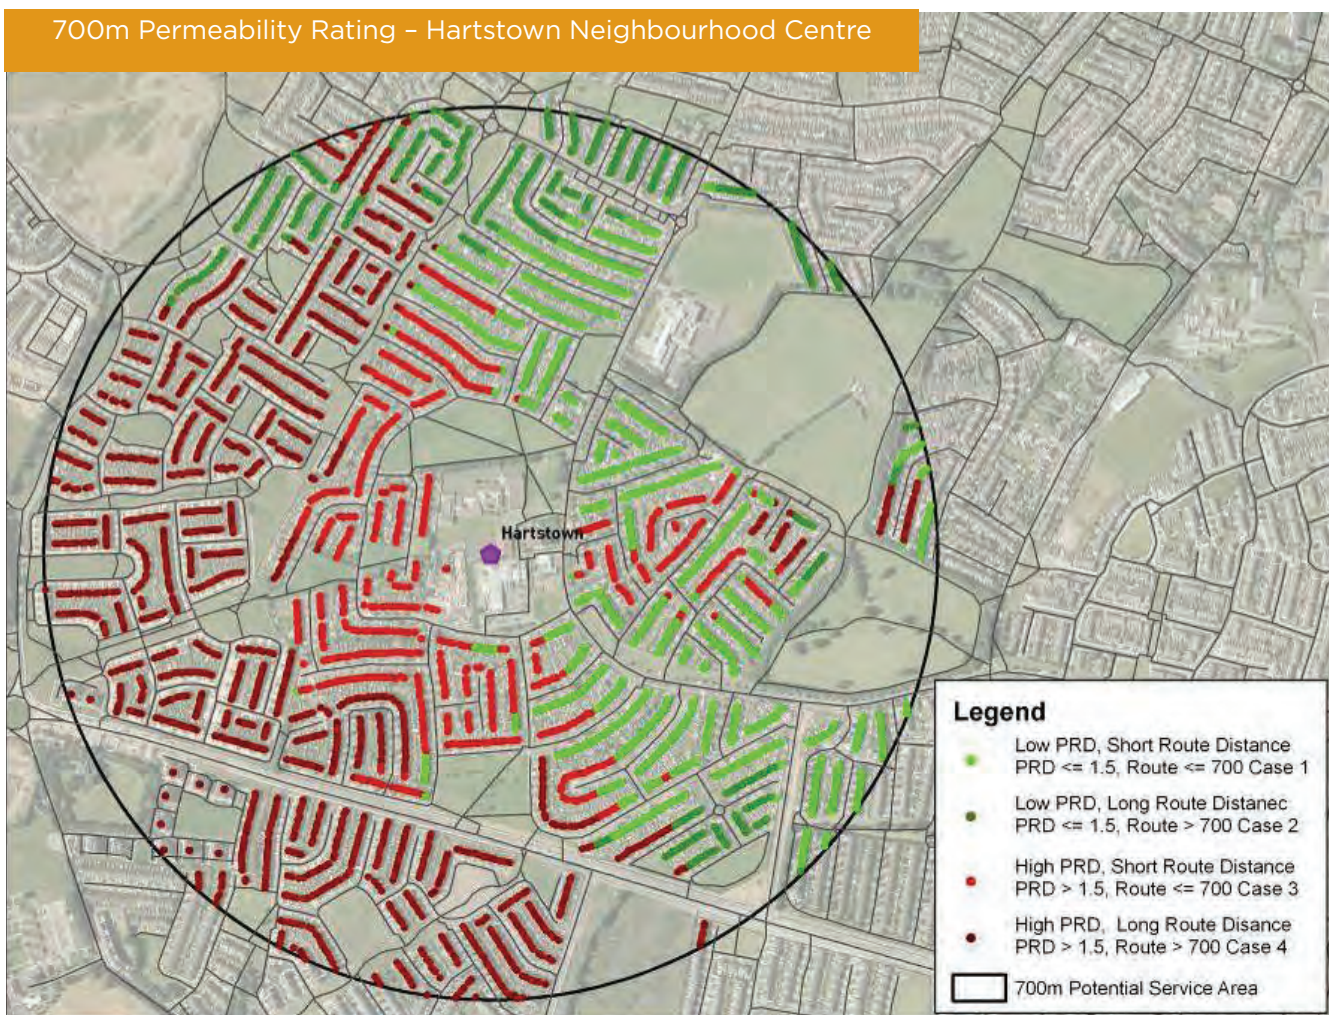 700m Permeability Rating – Hartstown Neighbourhood Centre
Hartstown
Legend
Low PRD, Short Route Distance
PRD <= 1.5, Route <= 700 Case 1
Low PRD, Long Route Distanec
PRD <= 1.5, Route > 700 Case 2
High PRD, Short Route Distance
PRD > 1.5, Route <= 700 Case 3
High PRD, Long Route Disance
PRD > 1.5, Route > 700 Case 4
700m Potential Service Area